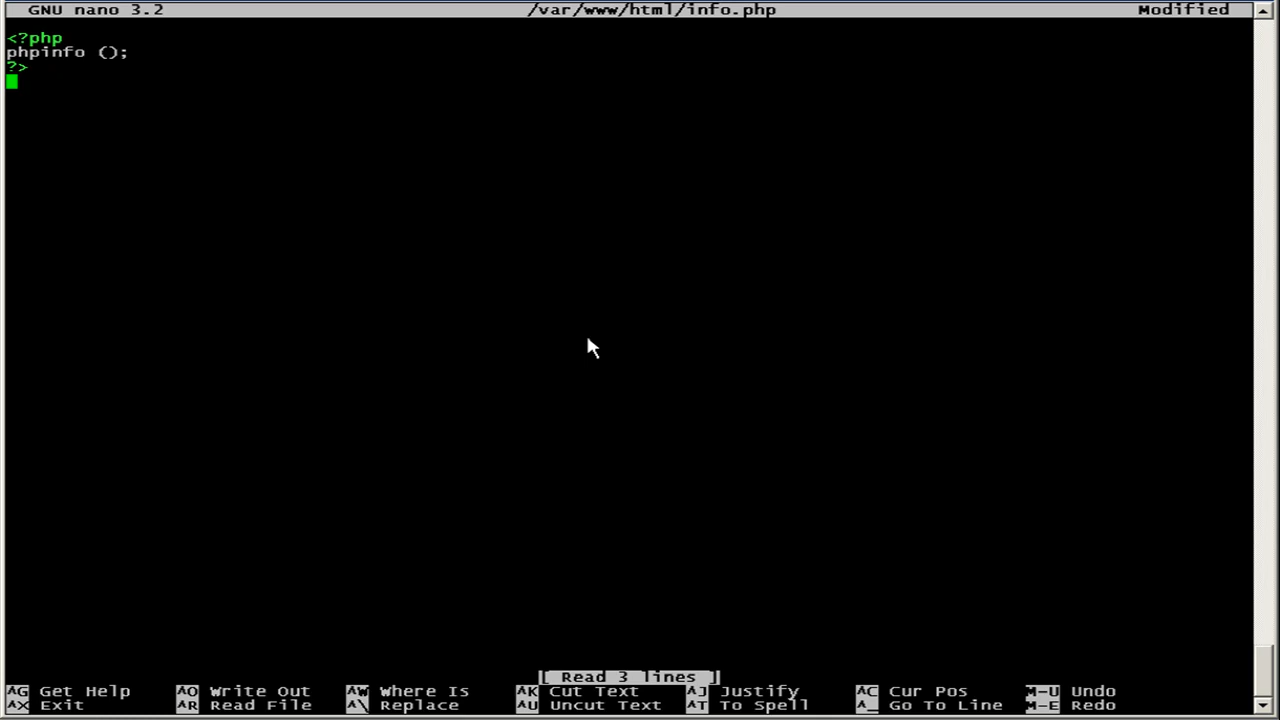 GNU nano 3.2 /var/www/html/info.php Modified
<?php
phpinfo ();
?>
[ Read 3 lines ]
^G Get Help ^O Write Out ^W Where Is ^K Cut Text ^J Justify ^C Cur Pos M-U Undo
^X Exit ^R Read File ^\ Replace ^U Uncut Text ^T To Spell ^_ Go To Line M-E Redo